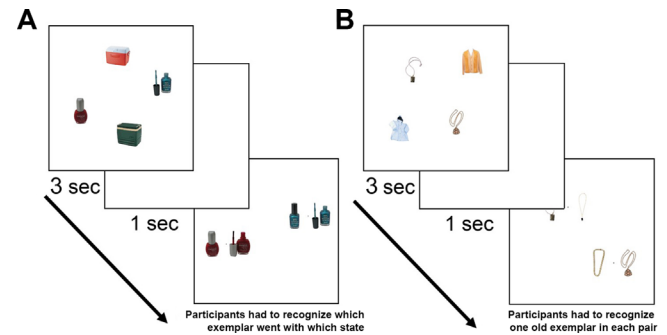 A
B
3 sec
1 sec
Participants had to recognize which
exemplar went with which state
3 sec
1 sec
Participants had to recognize
one old exemplar in each pair